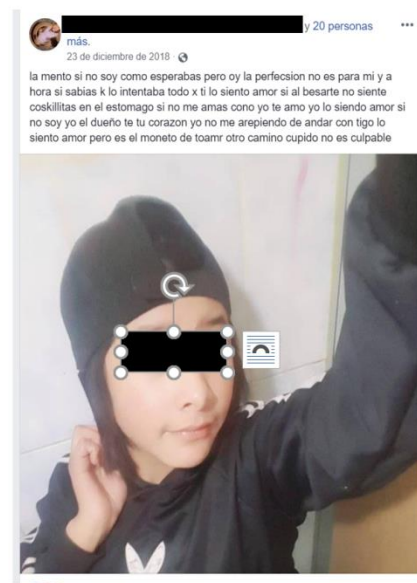 y 20 personas
más.
23 de diciembre de 2018 ·
la mento si no soy como esperabas pero oy la perfecsion no es para mi y a
hora si sabias k lo intentaba todo x ti lo siento amor si al besarte no siente
coskillitas en el estomago si no me amas cono yo te amo yo lo siendo amor si
no soy yo el dueño te tu corazon yo no me arepiendo de andar con tigo lo
siento amor pero es el moneto de toamr otro camino cupido no es culpable